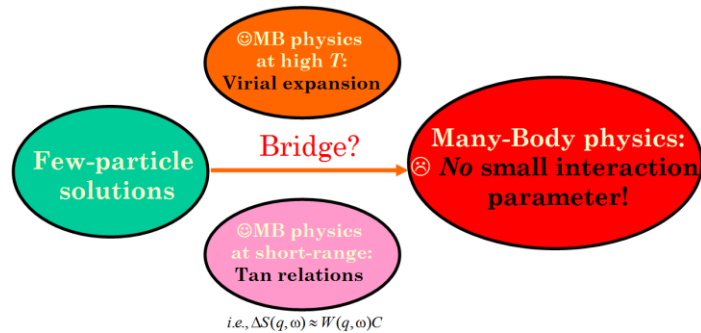 ☺MB physics
at high T:
Virial expansion
Few-particle
solutions
Bridge?
Many-Body physics:
☹ No small interaction
parameter!
☺MB physics
at short-range:
Tan relations
i.e., ΔS(q, ω) ≈ W(q, ω)C